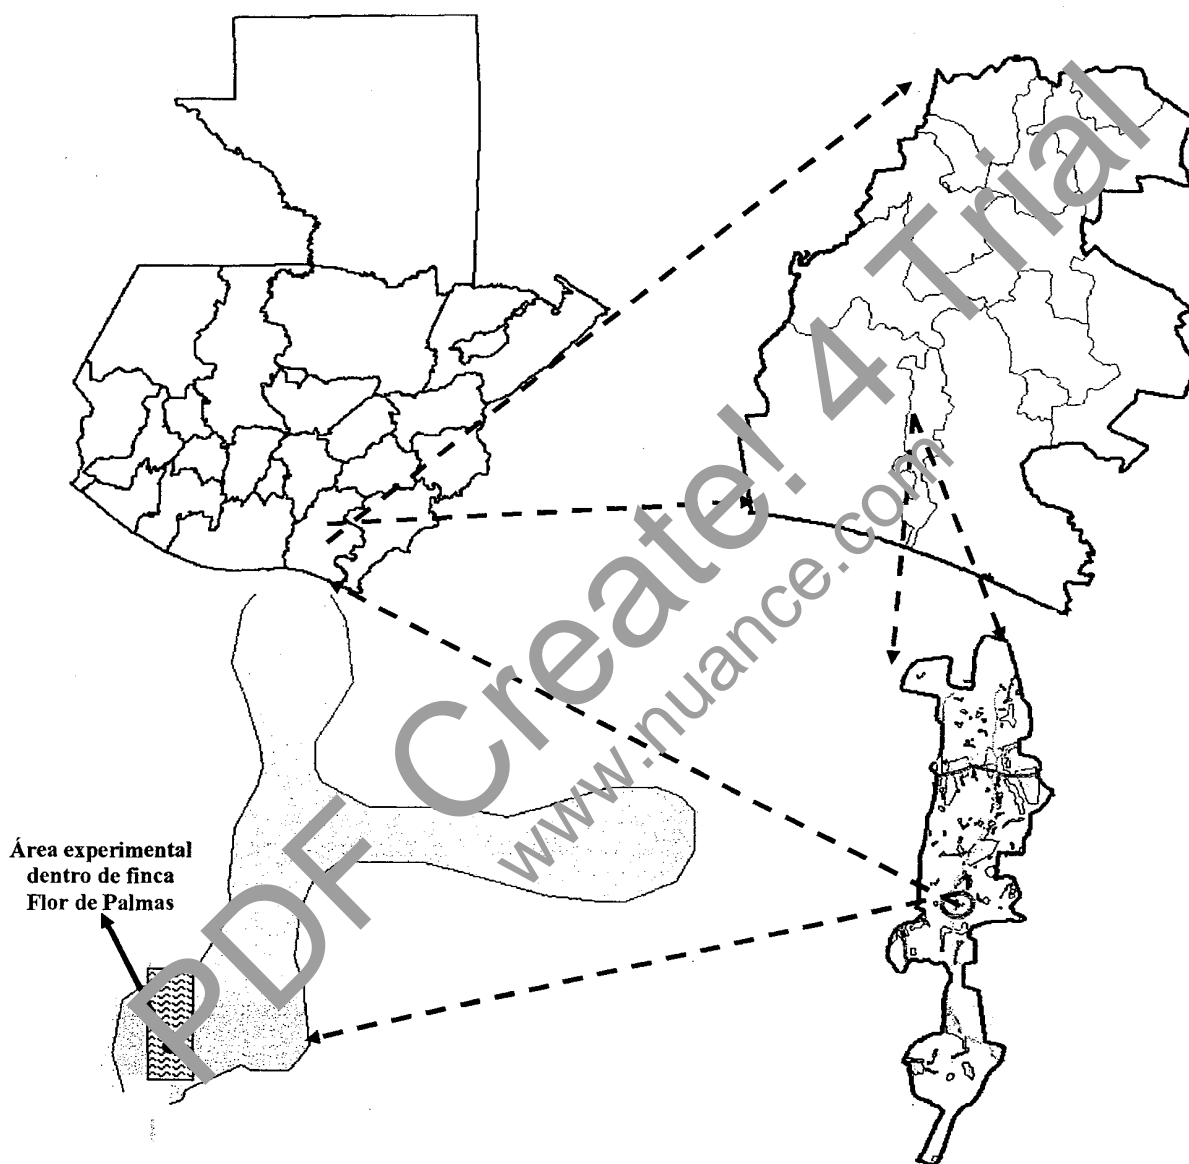 Área experimental
dentro de finca
Flor de Palmas
PDF Create! 4 Trial
www.nuance.com